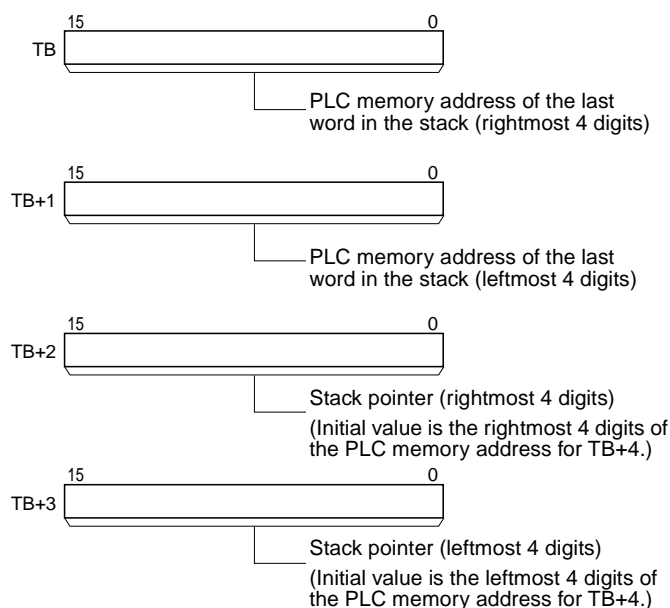 15 0
TB
PLC memory address of the last
word in the stack (rightmost 4 digits)
15 0
TB+1
PLC memory address of the last
word in the stack (leftmost 4 digits)
15 0
TB+2
Stack pointer (rightmost 4 digits)
(Initial value is the rightmost 4 digits of
the PLC memory address for TB+4.)
15 0
TB+3
Stack pointer (leftmost 4 digits)
(Initial value is the leftmost 4 digits of
the PLC memory address for TB+4.)